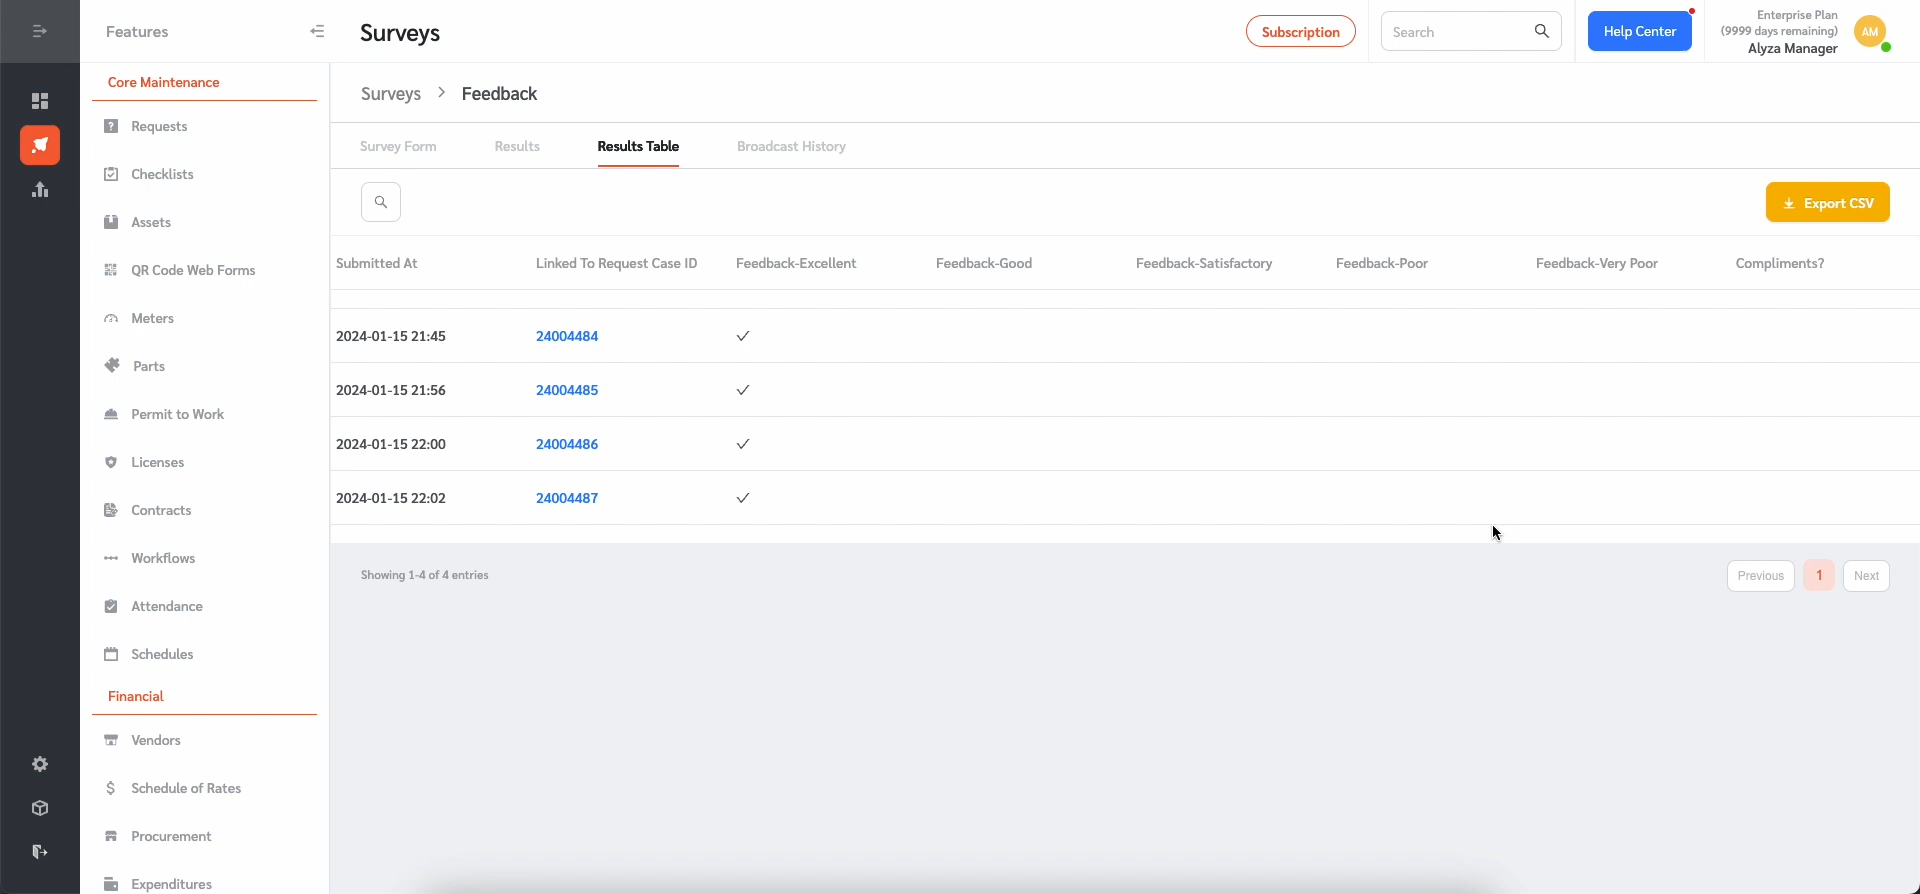 Features
Surveys
Subscription
Search
Help Center
Enterprise Plan
(9999 days remaining)
Alyza Manager
AM
Core Maintenance
Requests
Checklists
Assets
QR Code Web Forms
Meters
Parts
Permit to Work
Licenses
Contracts
Workflows
Attendance
Schedules
Financial
Vendors
Schedule of Rates
Procurement
Expenditures
Surveys > Feedback
Survey Form Results Results Table Broadcast History
Export CSV
Submitted At Linked To Request Case ID Feedback-Excellent Feedback-Good Feedback-Satisfactory Feedback-Poor Feedback-Very Poor Compliments?
2024-01-15 21:45 24004484 ✓
2024-01-15 21:56 24004485 ✓
2024-01-15 22:00 24004486 ✓
2024-01-15 22:02 24004487 ✓
Showing 1-4 of 4 entries
Previous 1 Next